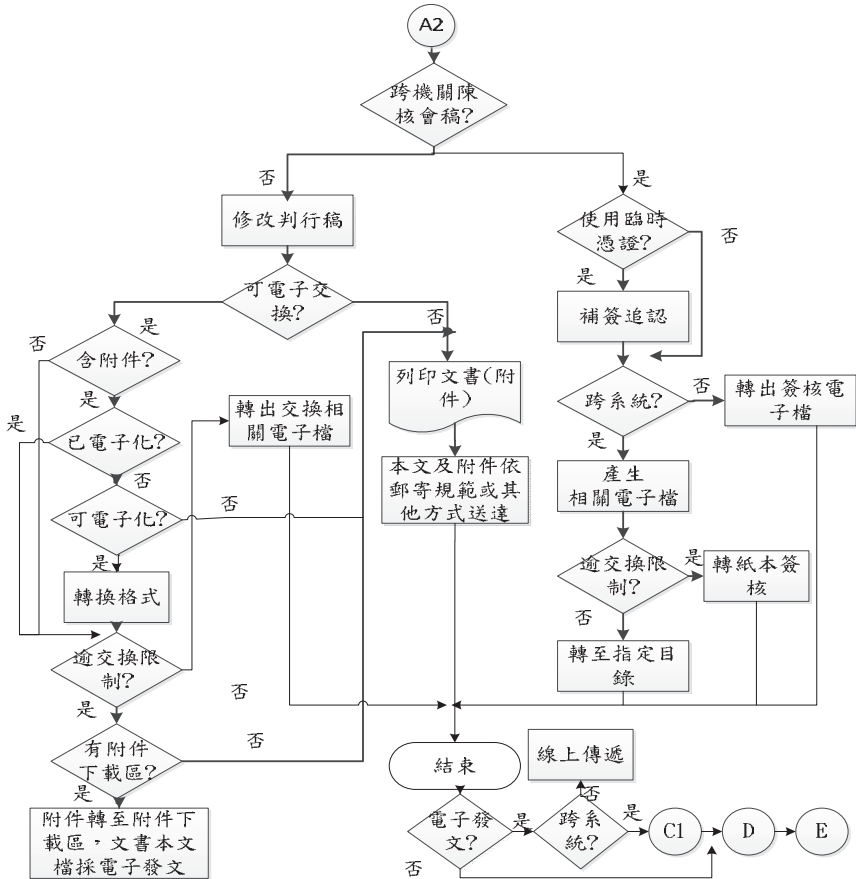 A2
跨機關陳
核會稿?
否
是
修改判行稿
使用臨時
憑證?
否
是
可電子交
換?
補簽追認
是
否
否
含附件?
列印文書(附
件)
跨系統?
否
轉出簽核電
子檔
是
轉出交換相
關電子檔
是
已電子化?
是
本文及附件依
郵寄規範或其
他方式送達
產生
相關電子檔
否
可電子化?
否
是
逾交換限
制?
是
轉紙本簽
核
轉換格式
否
逾交換限
制?
轉至指定目
錄
否
是
有附件
下載區?
否
結束
線上傳遞
是
否
附件轉至附件下
載區，文書本文
檔採電子發文
電子發
文?
是
跨系
統?
是
C1
D
E
否